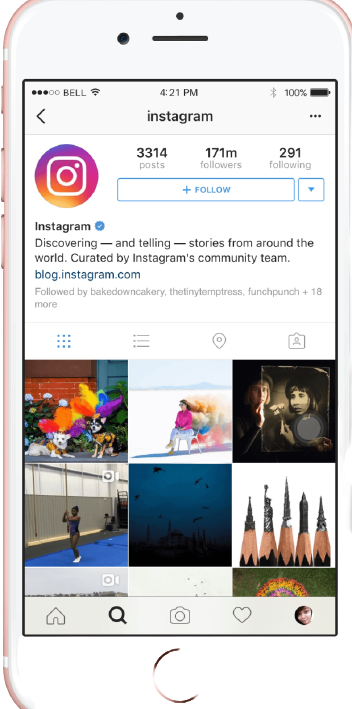 BELL 4:21 PM 100%
instagram
3314 171m 291
posts followers following
+ FOLLOW
Instagram
Discovering — and telling — stories from around the
world. Curated by Instagram's community team.
blog.instagram.com
Followed by bakedowncakery, thetinytemptress, funchpunch + 18
more